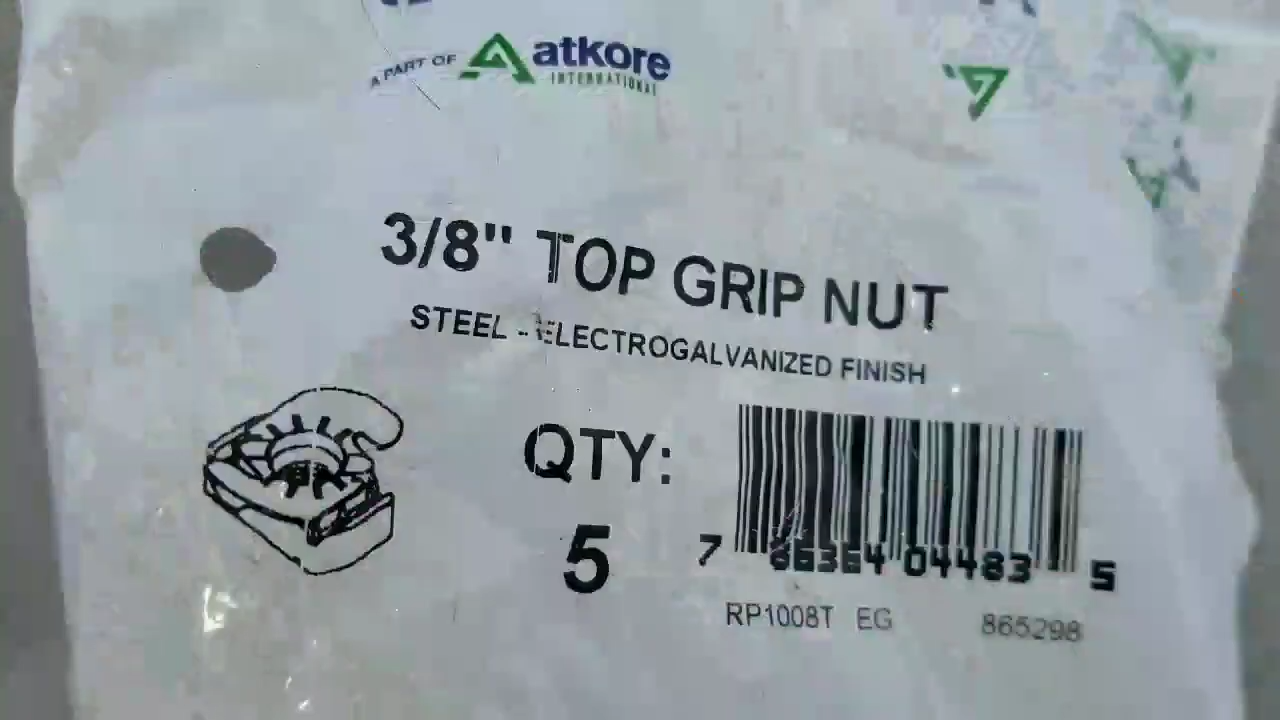 A PART OF atkore
INTERNATIONAL
3/8" TOP GRIP NUT
STEEL - ELECTROGALVANIZED FINISH
QTY:
5
7 86364 04483 5
RP1008T EG 865298